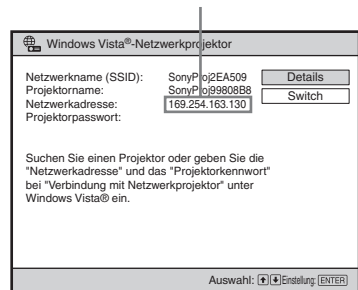 Windows Vista®-Netzwerkprojektor
Netzwerkname (SSID): SonyProj2EA509 Details
Projektorname: SonyProj99808B8 Switch
Netzwerkadresse: 169.254.163.130
Projektorpasswort:
Suchen Sie einen Projektor oder geben Sie die
"Netzwerkadresse" und das "Projektorkennwort"
bei "Verbindung mit Netzwerkprojektor" unter
Windows Vista® ein.
Auswahl: Einstellung: ENTER